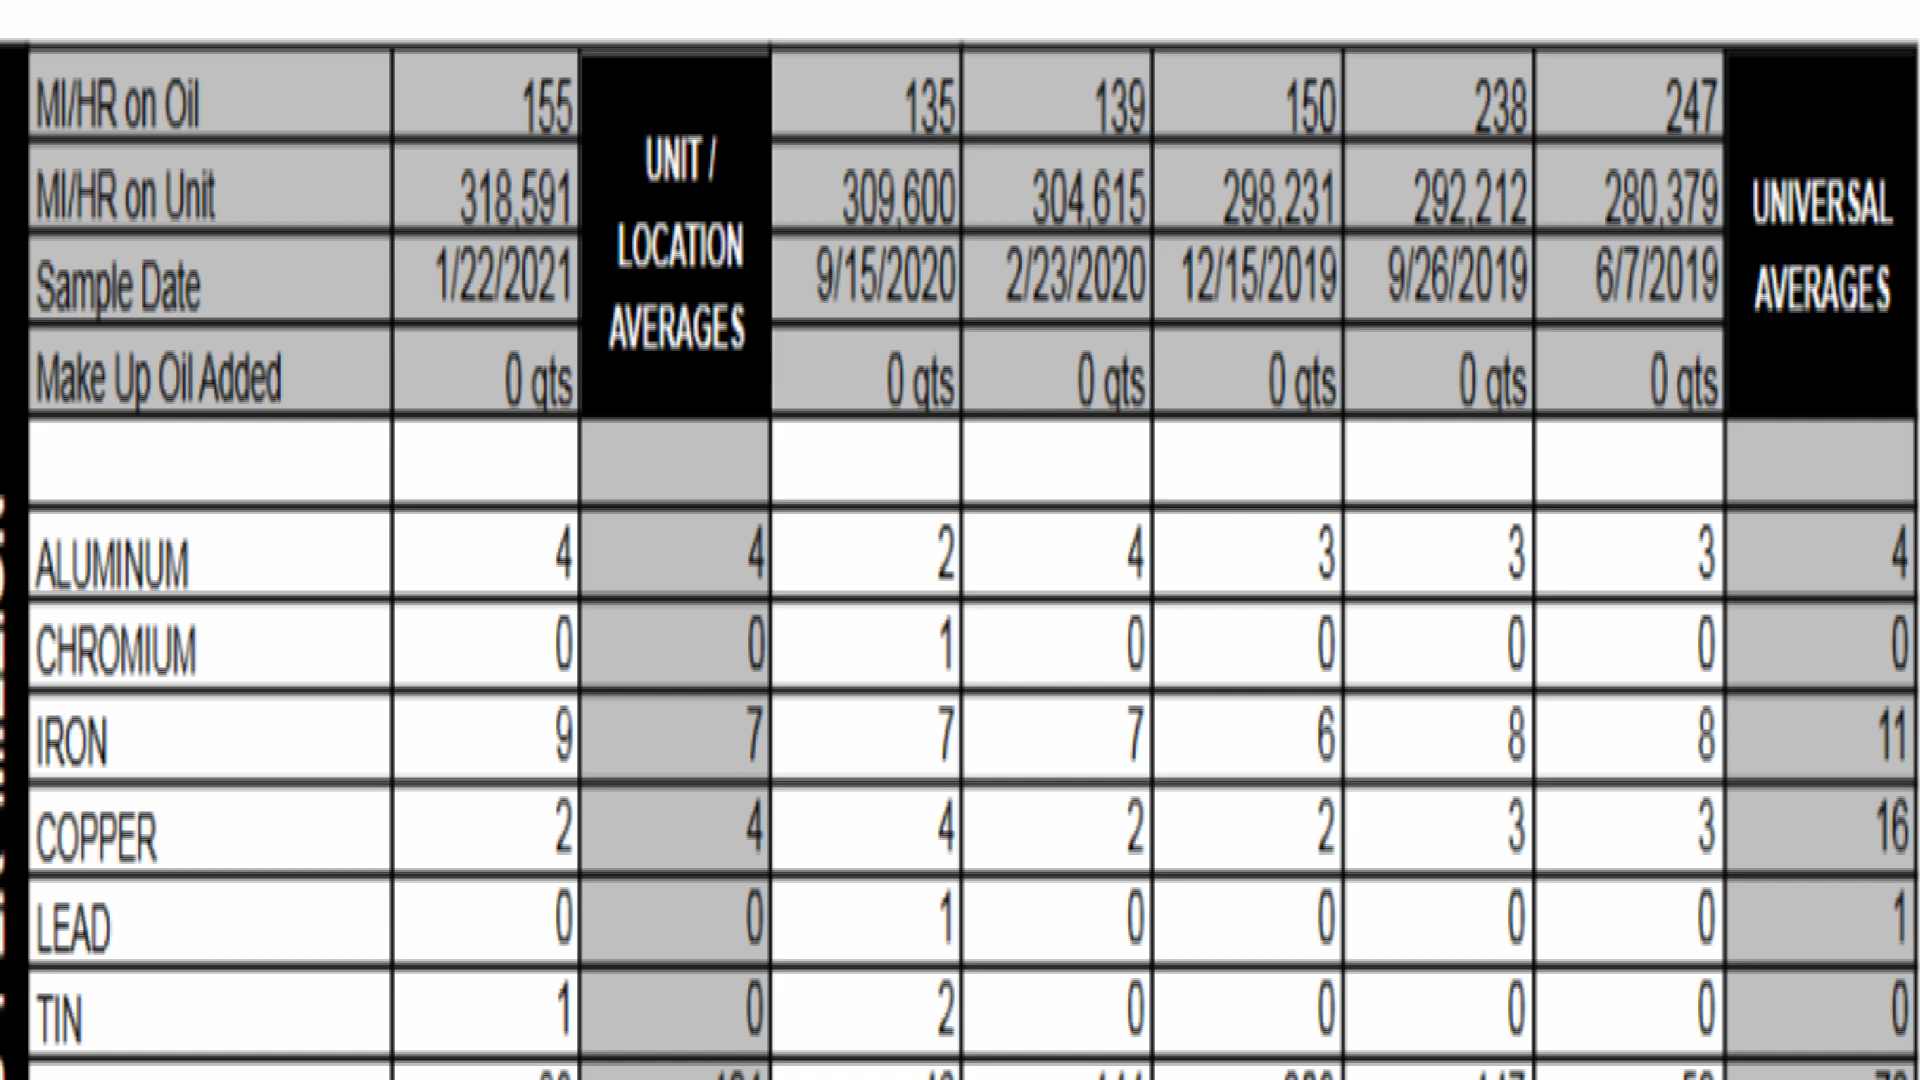 MI/HR on Oil 155 135 139 150 238 247
MI/HR on Unit 318,591 309,600 304,615 298,231 292,212 280,379
Sample Date 1/22/2021 9/15/2020 2/23/2020 12/15/2019 9/26/2019 6/7/2019
Make Up Oil Added 0 qts 0 qts 0 qts 0 qts 0 qts 0 qts
UNIT /
LOCATION
AVERAGES
UNIVERSAL
AVERAGES
ALUMINUM 4 4 2 4 3 3 3 4
CHROMIUM 0 0 1 0 0 0 0 0
IRON 9 7 7 7 6 8 8 11
COPPER 2 4 4 2 2 3 3 16
LEAD 0 0 1 0 0 0 0 1
TIN 1 0 2 0 0 0 0 0